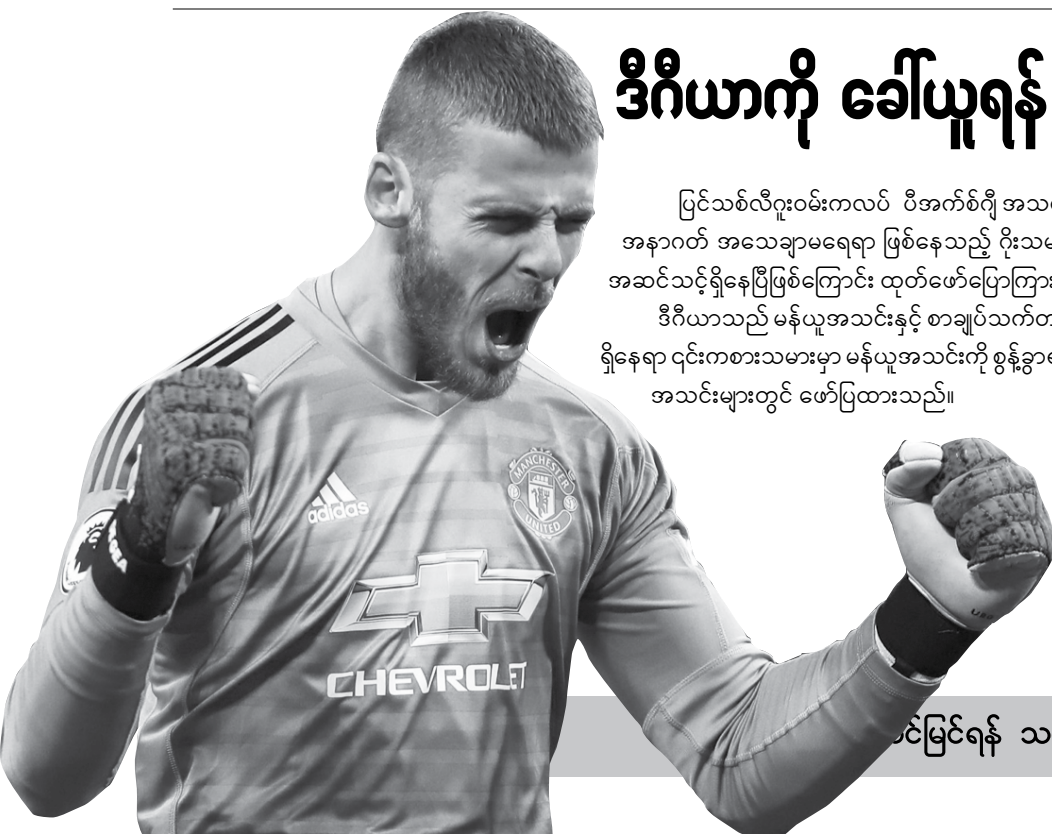 ဒီဂီယာကို ခေါ်ယူရန်
ပြင်သစ်လီဂူးဝမ်းကလပ် ပီအက်စ်ဂျီ
အနာဂတ် အသေချာမရေရာ ဖြစ်နေသည့်
အဆင်သင့်ရှိနေပြီဖြစ်ကြောင်း ထုတ်ဖော်ပြောကြား
ဒီဂီယာသည် မန်ယူအသင်းနှင့် စာချုပ်သက်တ
ရှိနေရာ ၎င်းကစားသမားမှာ မန်ယူအသင်းကို စွန့်ခွာ
အသင်းများတွင် ဖော်ပြထားသည်။
adidas
MANCHESTER
UNITED
CHEVROLET
င်မြင်ရန် သ